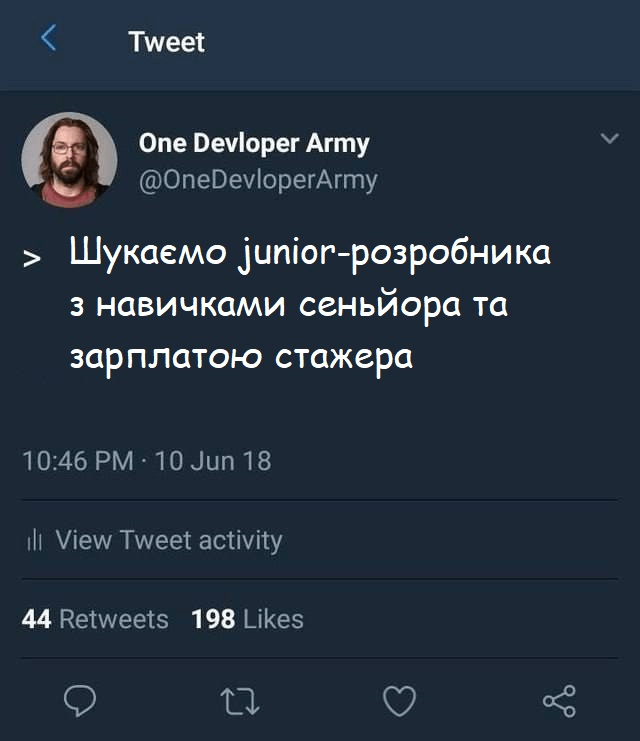 Tweet
One Devloper Army
@OneDevloperArmy
> Шукаємо junior-розробника
з навичками сеньйора та
зарплатою стажера
10:46 PM · 10 Jun 18
View Tweet activity
44 Retweets 198 Likes